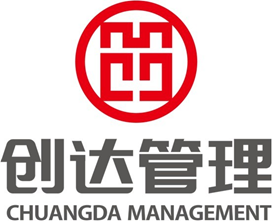 创达管理
CHUANGDA MANAGEMENT